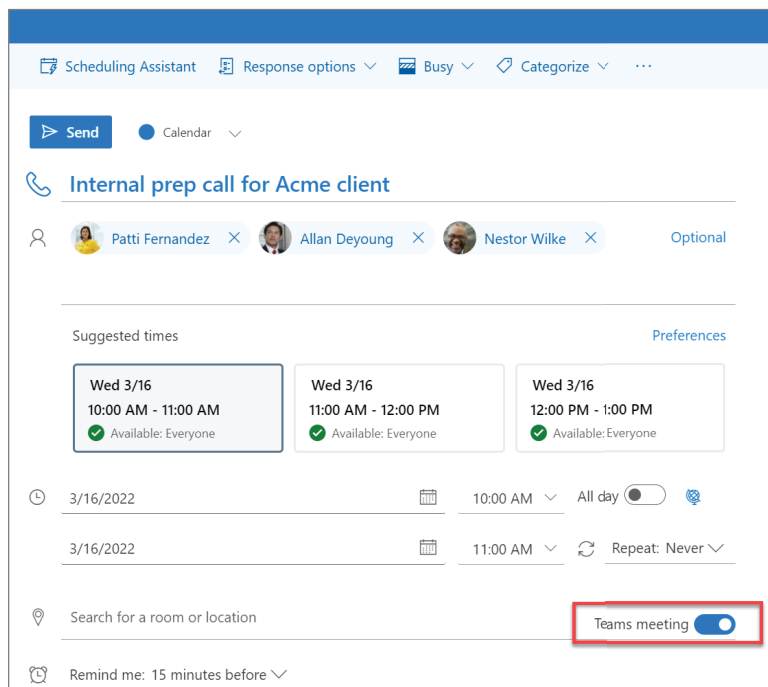 Scheduling Assistant Response options Busy Categorize ...
Send Calendar
Internal prep call for Acme client
Patti Fernandez Allan Deyoung Nestor Wilke Optional
Suggested times Preferences
Wed 3/16 Wed 3/16 Wed 3/16
10:00 AM - 11:00 AM 11:00 AM - 12:00 PM 12:00 PM - 1:00 PM
Available: Everyone Available: Everyone Available: Everyone
3/16/2022 10:00 AM All day
3/16/2022 11:00 AM Repeat: Never
Search for a room or location Teams meeting
Remind me: 15 minutes before